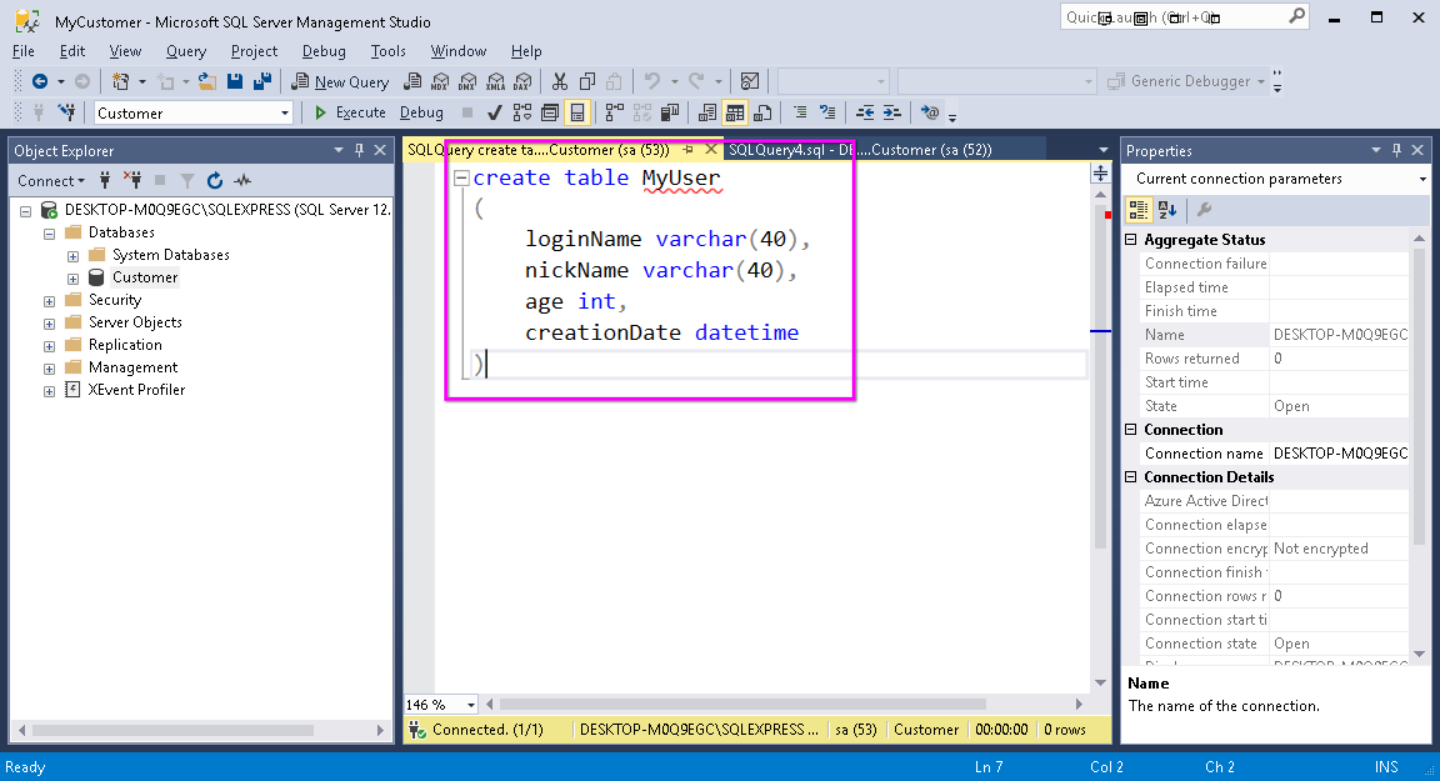 MyCustomer - Microsoft SQL Server Management Studio
File Edit View Query Project Debug Tools Window Help
New Query MDX DMX XMLA DAX Generic Debugger
Customer Execute Debug
Object Explorer
Connect
DESKTOP-M0Q9EGC\SQLEXPRESS (SQL Server 12.
Databases
System Databases
Customer
Security
Server Objects
Replication
Management
XEvent Profiler
SQLQuery create ta....Customer (sa (53)) SQLQuery4.sql - DE....Customer (sa (52))
create table MyUser
(
loginName varchar(40),
nickName varchar(40),
age int,
creationDate datetime
)
146 %
Connected. (1/1) DESKTOP-M0Q9EGC\SQLEXPRESS ... sa (53) Customer 00:00:00 0 rows
Properties
Current connection parameters
Aggregate Status
Connection failure
Elapsed time
Finish time
Name DESKTOP-M0Q9EGC
Rows returned 0
Start time
State Open
Connection
Connection name DESKTOP-M0Q9EGC
Connection Details
Azure Active Direct
Connection elapse
Connection encryp Not encrypted
Connection finish
Connection rows r 0
Connection start ti
Connection state Open
Name
The name of the connection.
Ready Ln 7 Col 2 Ch 2 INS